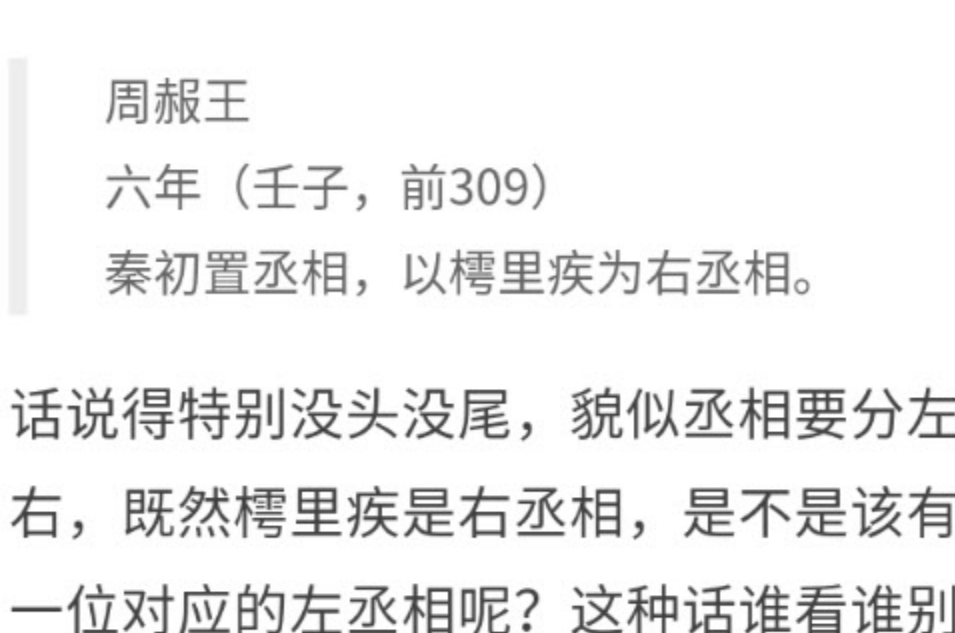 周赧王
六年（壬子，前309）
秦初置丞相，以樗里疾为右丞相。
话说得特别没头没尾，貌似丞相要分左
右，既然樗里疾是右丞相，是不是该有
一位对应的左丞相呢？这种话谁看谁别